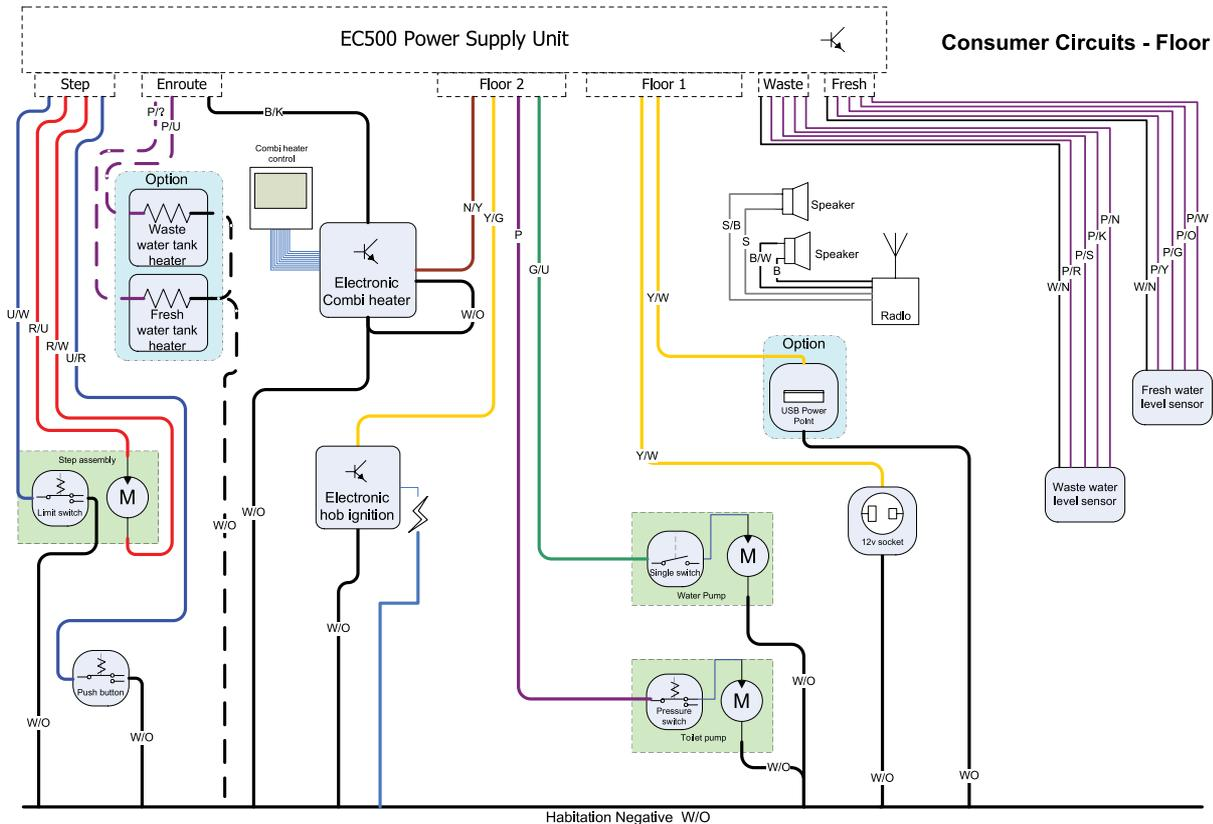 EC500 Power Supply Unit
Consumer Circuits - Floor
Step
Enroute
Floor 2
Floor 1
Waste
Fresh
P/?
P/U
B/K
Combi heater
control
Option
Waste
water tank
heater
Fresh
water tank
heater
Electronic
Combi heater
N/Y
Y/G
P
G/U
W/O
U/W
R/U
R/W
U/R
Y/W
S/B
S
B/W
B
Speaker
Speaker
Radio
W/N
P/R
P/S
P/K
P/N
W/N
P/Y
P/G
P/O
P/W
Option
USB Power
Point
Fresh water
level sensor
Y/W
Step assembly
Limit switch
M
W/O
W/O
Electronic
hob ignition
Waste water
level sensor
12v socket
Single switch
M
Water Pump
W/O
Push button
W/O
Pressure
switch
M
Toilet pump
W/O
W/O
W/O
W/O
W/O
WO
Habitation Negative W/O